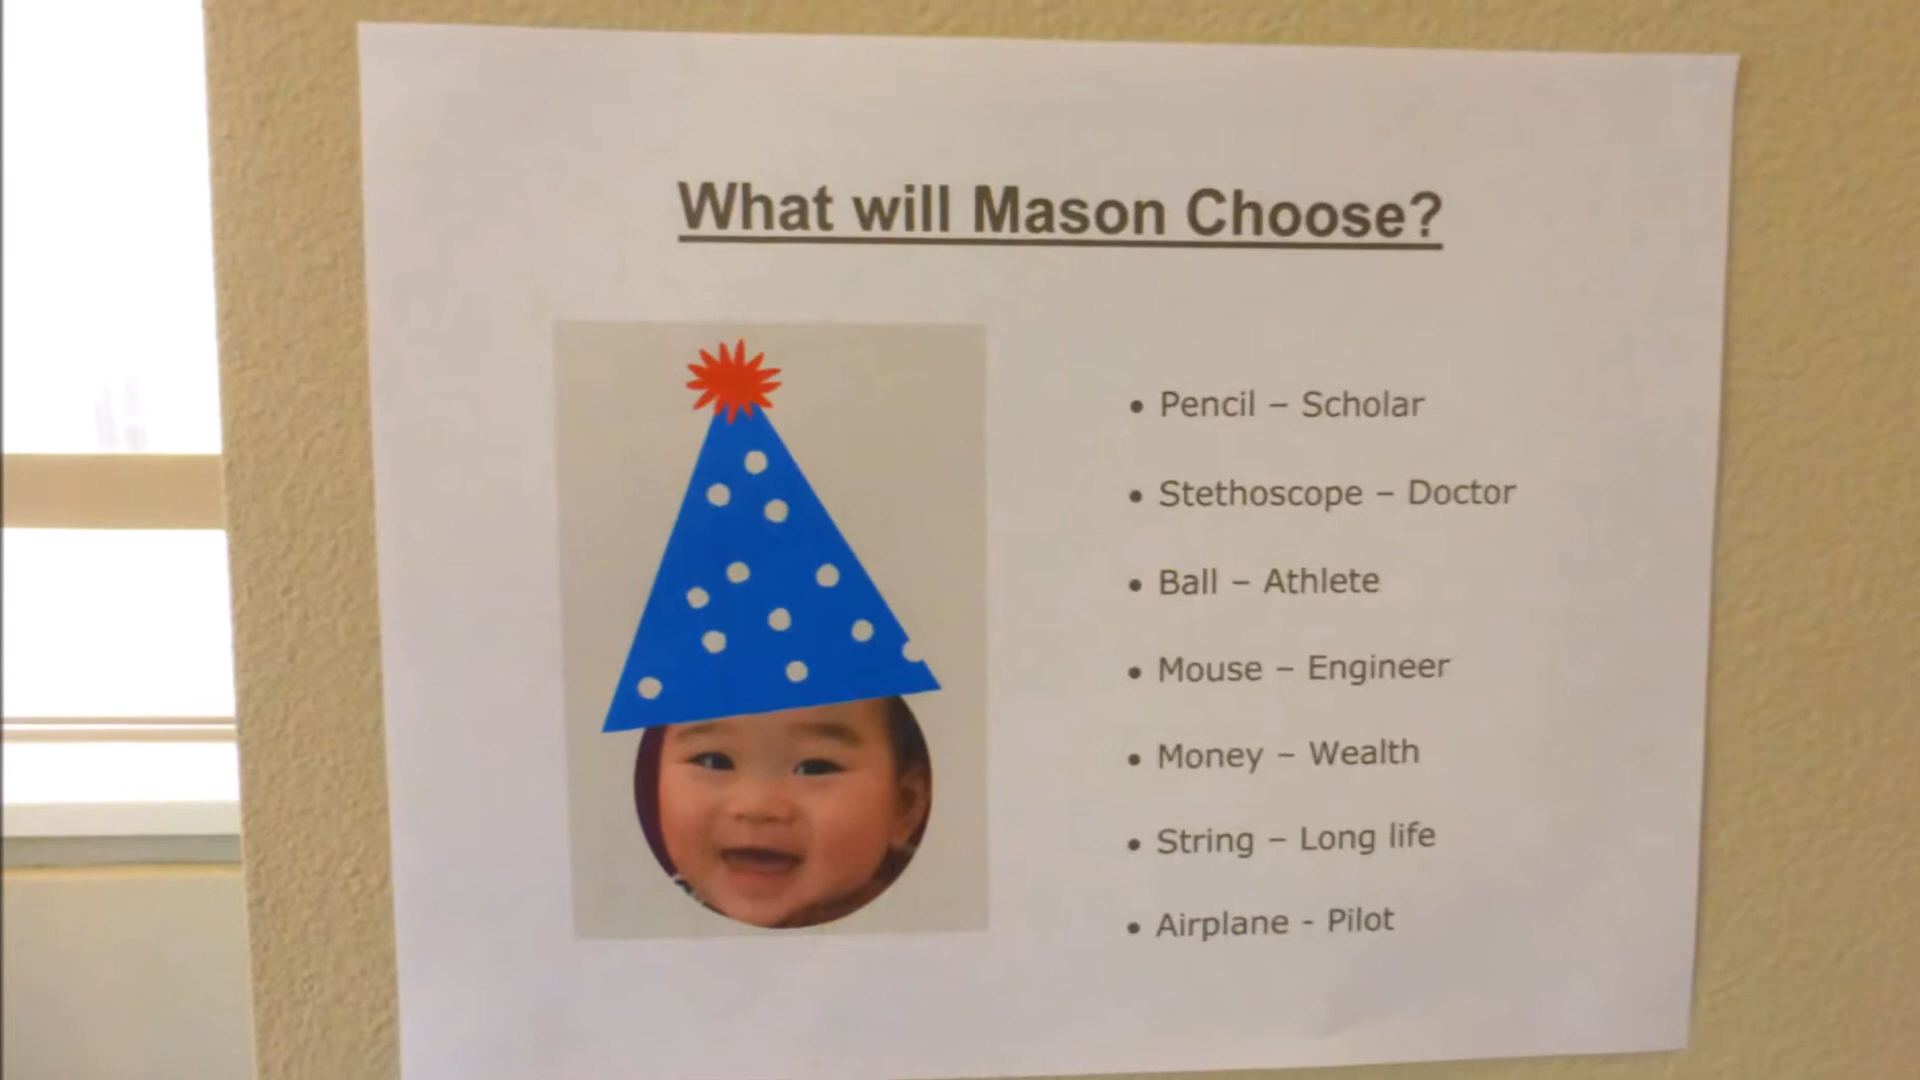 What will Mason Choose?
• Pencil – Scholar
• Stethoscope – Doctor
• Ball – Athlete
• Mouse – Engineer
• Money – Wealth
• String – Long life
• Airplane - Pilot